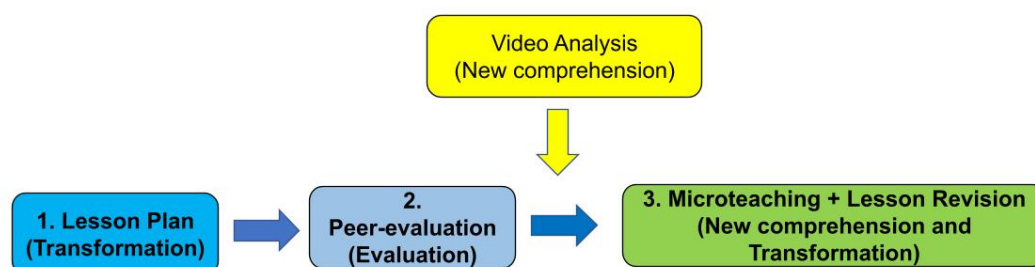 Video Analysis
(New comprehension)
1. Lesson Plan
(Transformation)
2.
Peer-evaluation
(Evaluation)
3. Microteaching + Lesson Revision
(New comprehension and
Transformation)